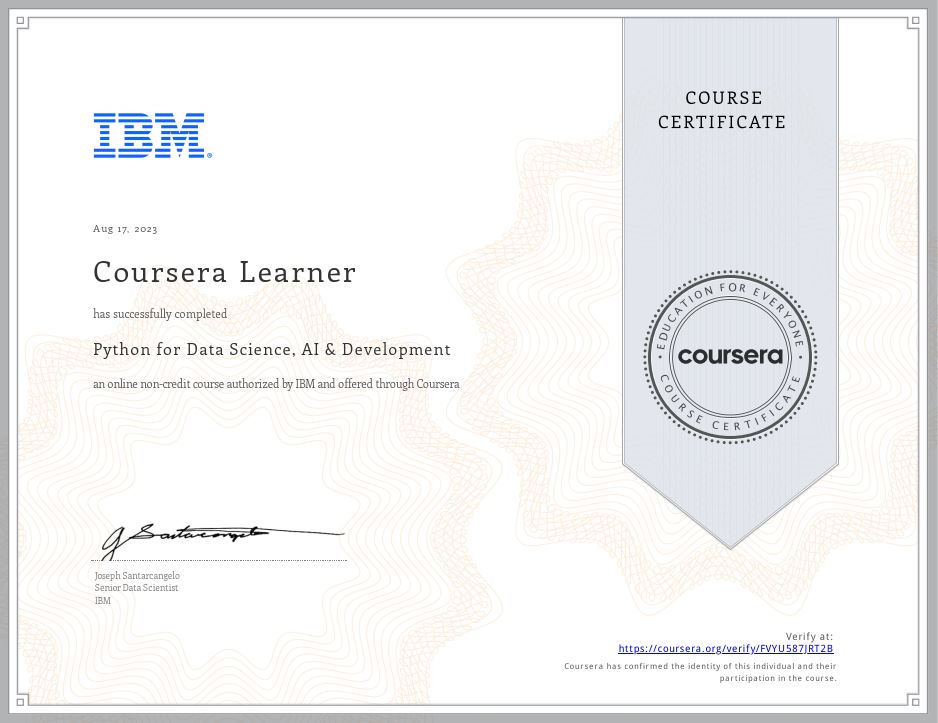 COURSE
CERTIFICATE
IBM®
Aug 17, 2023
Coursera Learner
has successfully completed
Python for Data Science, AI & Development
an online non-credit course authorized by IBM and offered through Coursera
EDUCATION FOR EVERYONE
coursera
COURSE CERTIFICATE
J Santarcangelo
Joseph Santarcangelo
Senior Data Scientist
IBM
Verify at:
https://coursera.org/verify/FVYU587JRT2B
Coursera has confirmed the identity of this individual and their
participation in the course.